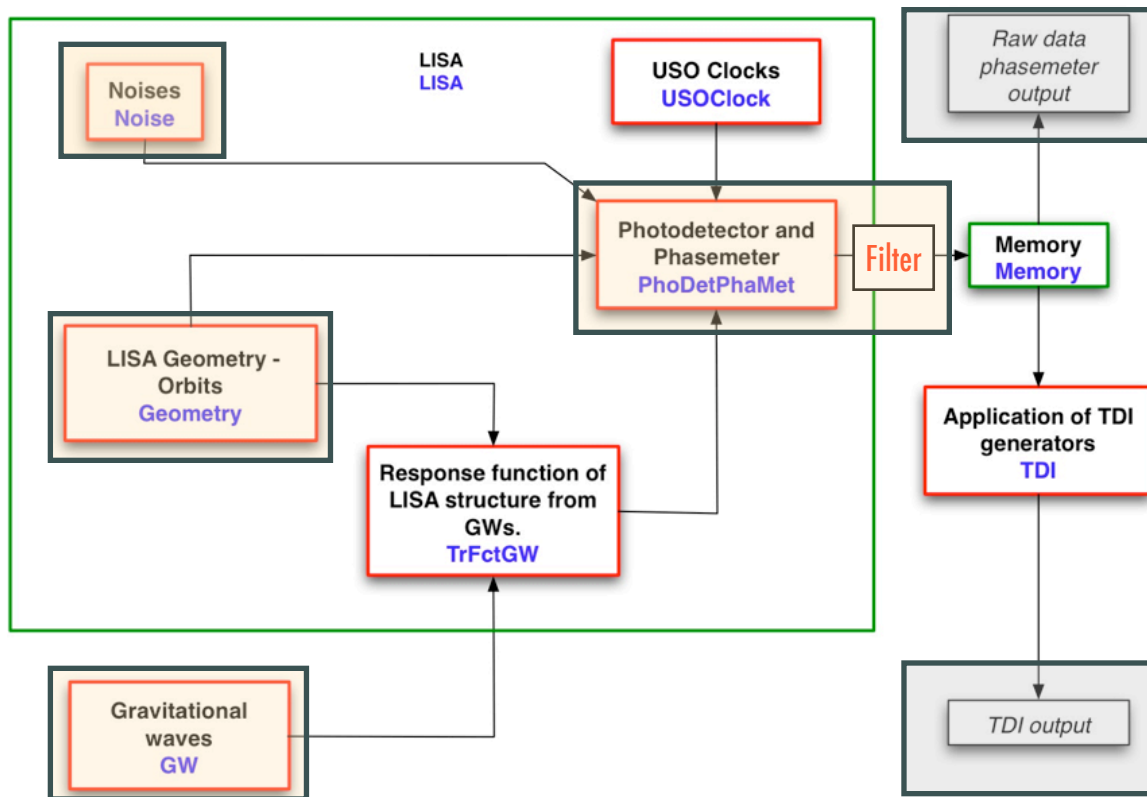 LISA
LISA
Noises
Noise
USO Clocks
USOClock
Raw data
phasemeter
output
Photodetector and
Phasemeter
PhoDetPhaMet
Filter
Memory
Memory
LISA Geometry -
Orbits
Geometry
Response function of
LISA structure from
GWs.
TrFctGW
Application of TDI
generators
TDI
Gravitational
waves
GW
TDI output